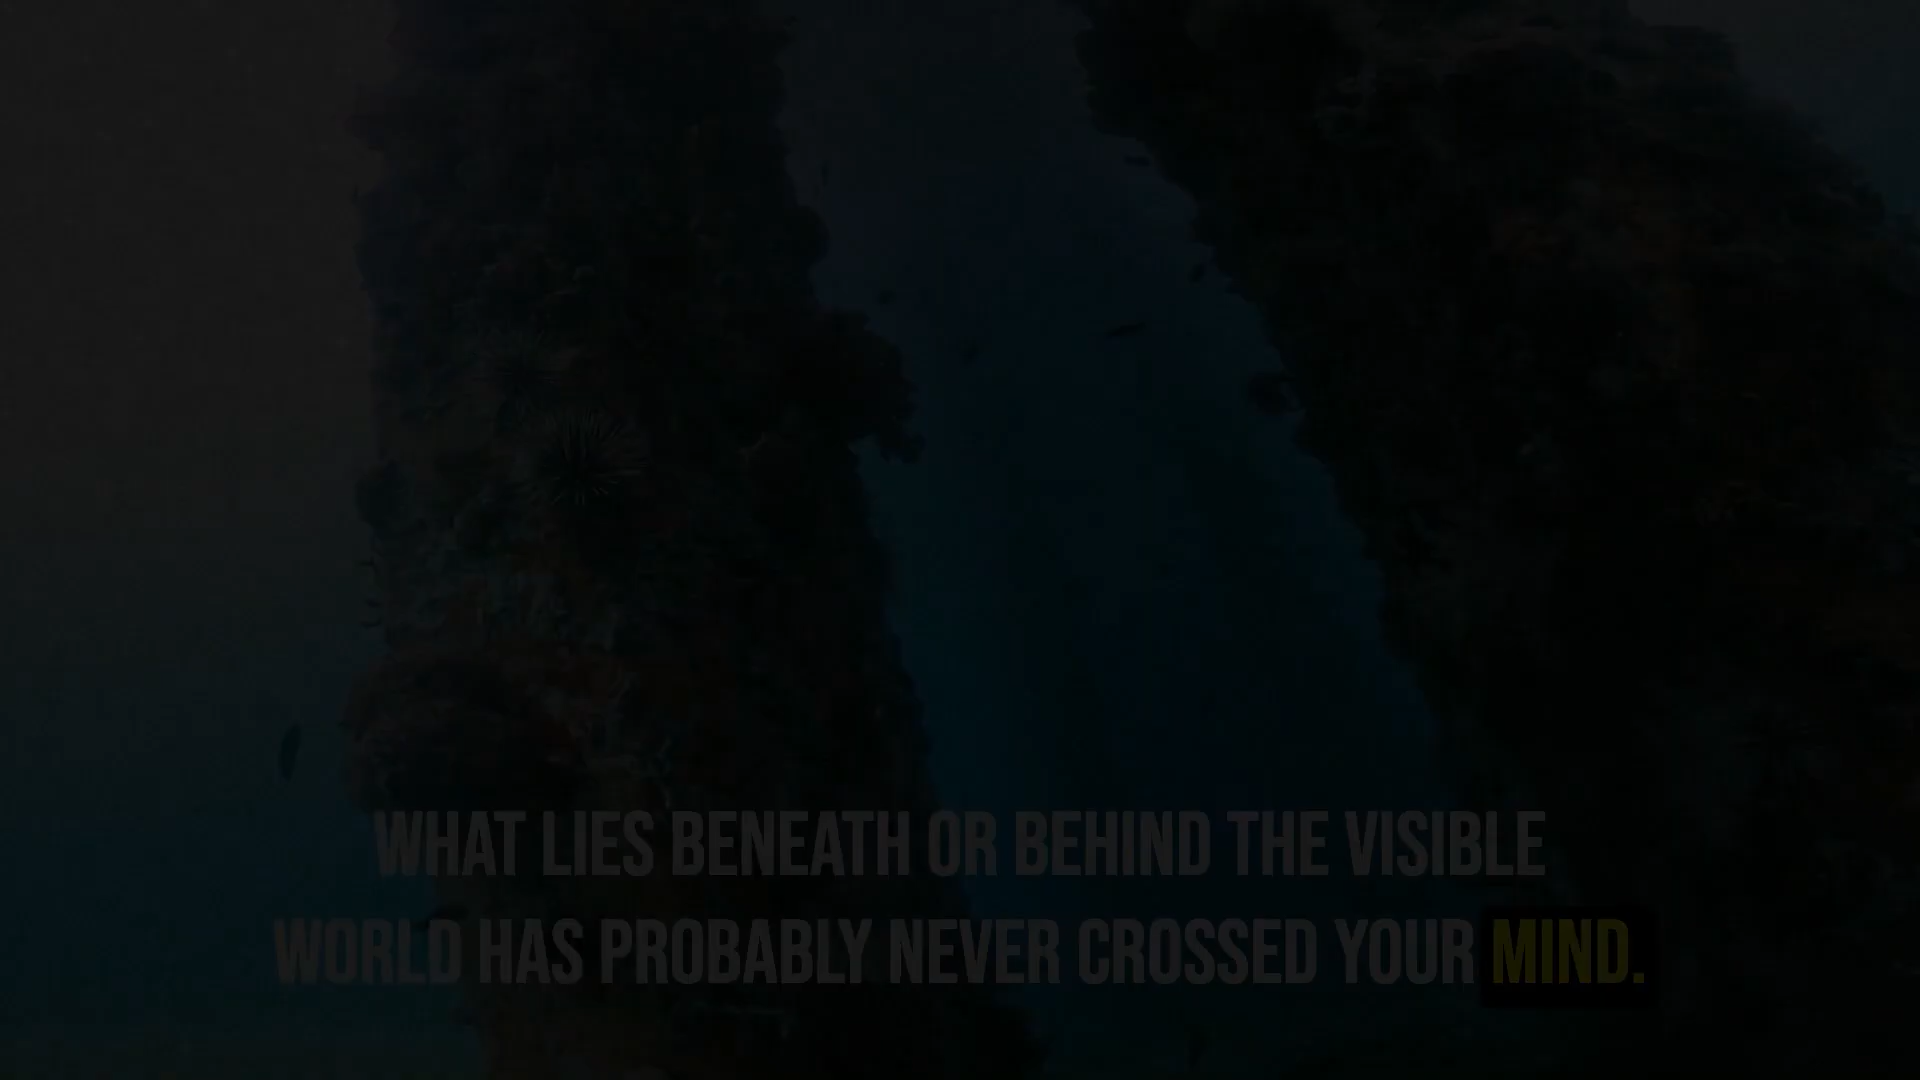 WHAT LIES BENEATH OR BEHIND THE VISIBLE
WORLD HAS PROBABLY NEVER CROSSED YOUR MIND.